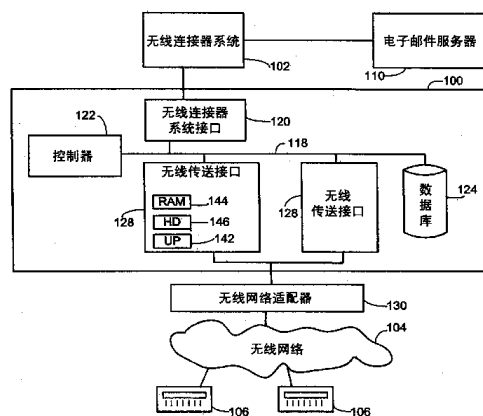 无线连接器系统
102
电子邮件服务器
110
100
122
无线连接器
系统接口
120
控制器
118
无线传送接口
RAM
144
HD
146
UP
142
128
无线
传送接口
128
数据库
124
无线网络适配器
130
104
无线网络
106
106